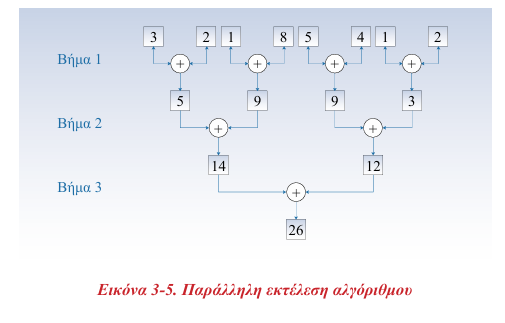 3 2 1 8 5 4 1 2
Βήμα 1 + + + +
5 9 9 3
Βήμα 2 + +
14 12
Βήμα 3 +
26
Εικόνα 3-5. Παράλληλη εκτέλεση αλγόριθμου